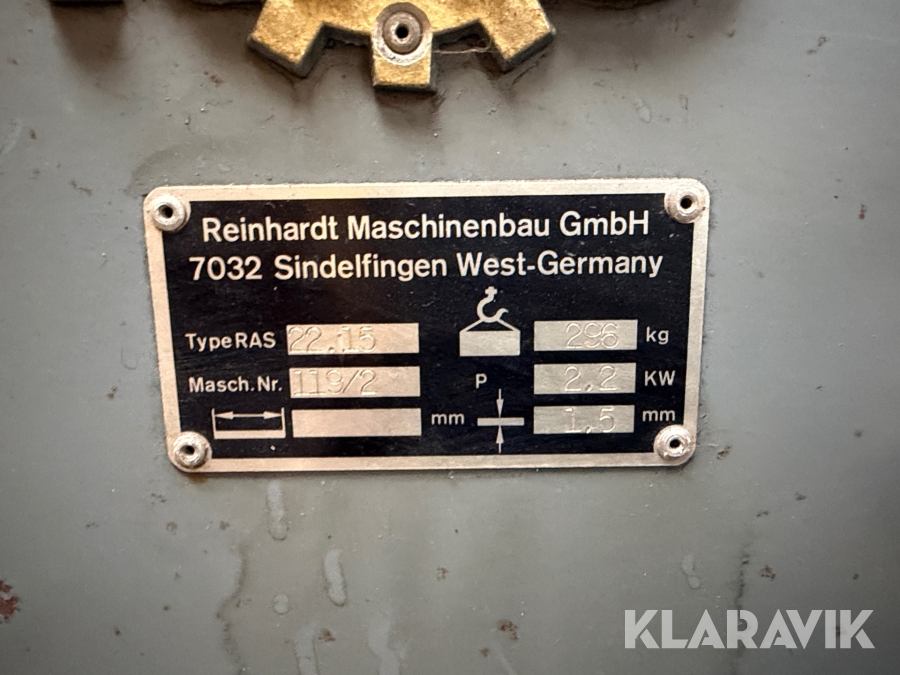 Reinhardt Maschinenbau GmbH
7032 Sindelfingen West-Germany
Type RAS 22.15 296 kg
Masch.Nr. 119/2 P 2,2 KW
mm 1,5 mm
KLARAVIK